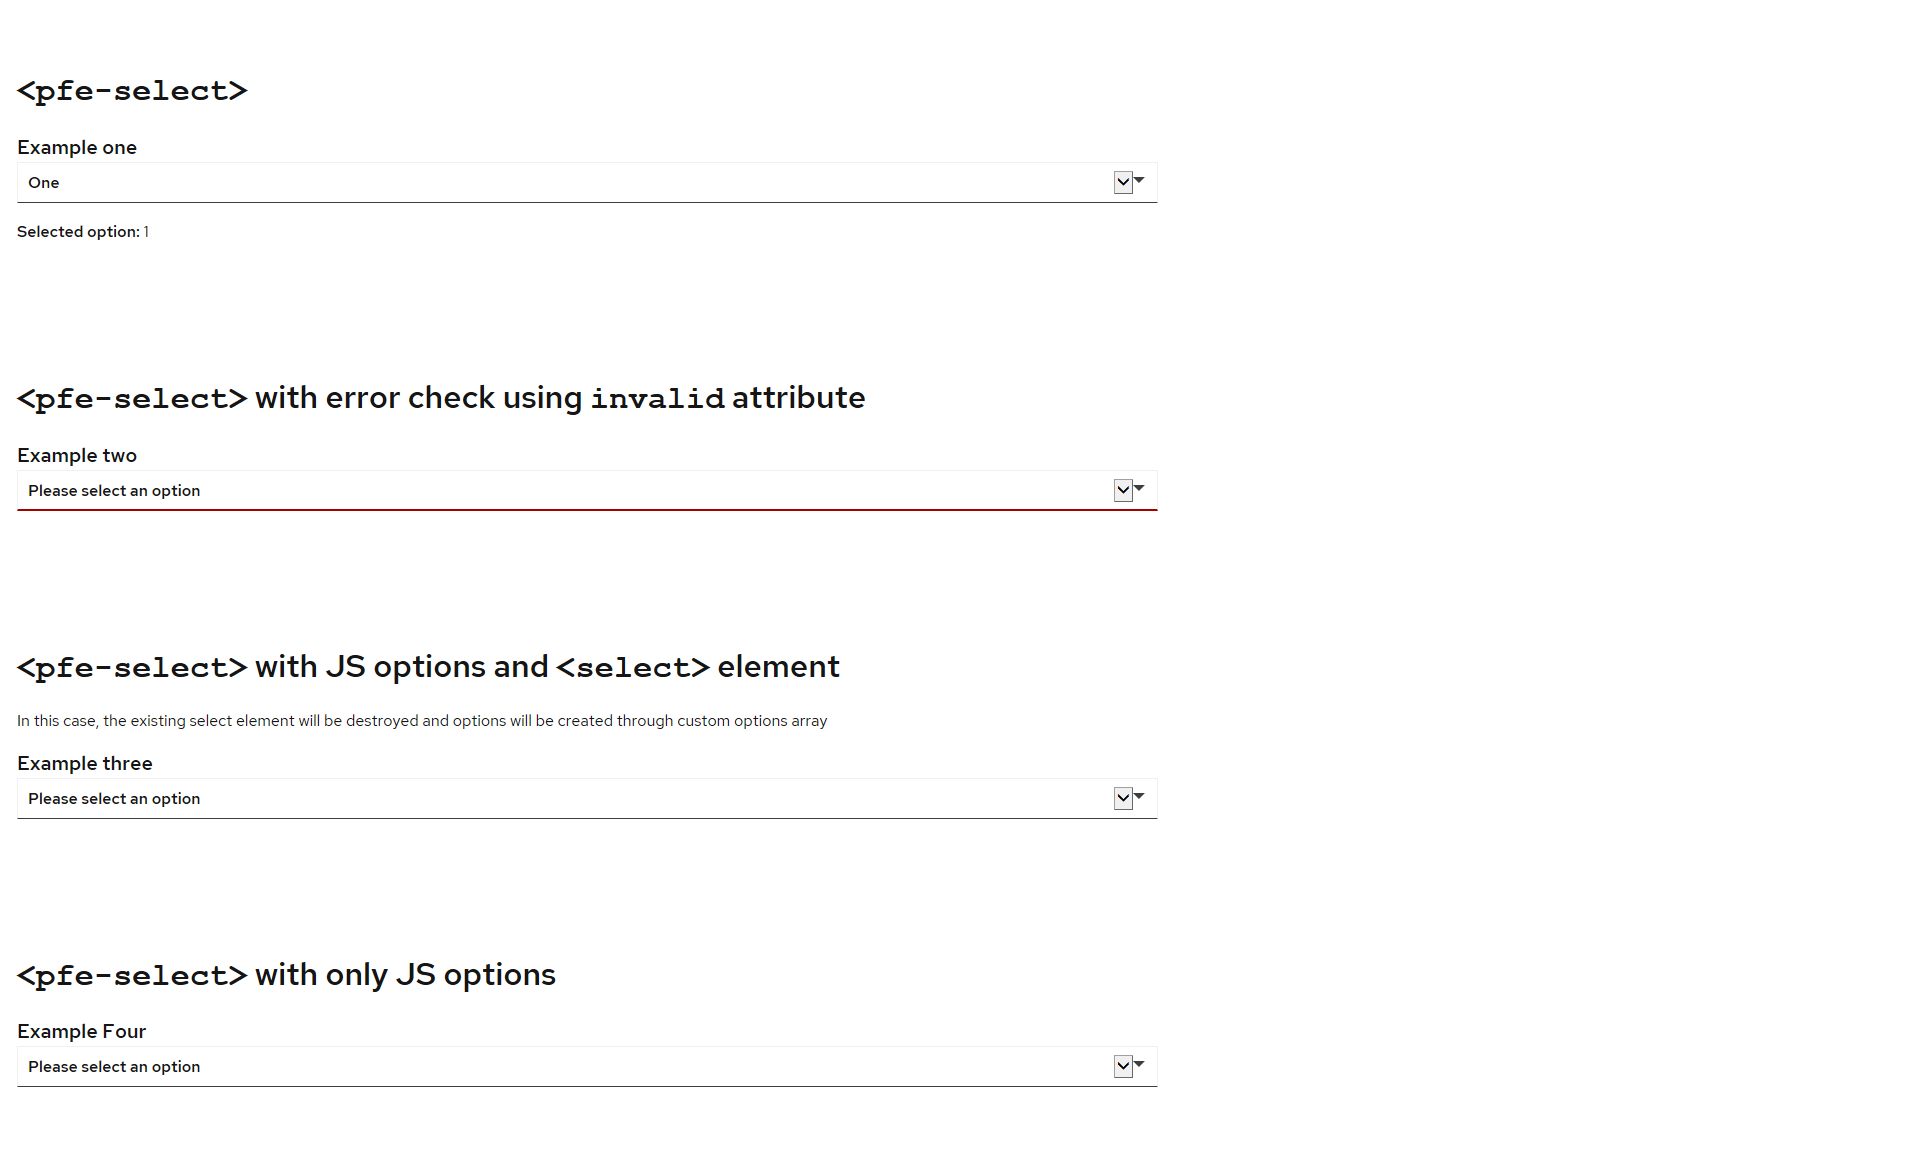 <pfe-select>
Example one
One
Selected option: 1
<pfe-select> with error check using invalid attribute
Example two
Please select an option
<pfe-select> with JS options and <select> element
In this case, the existing select element will be destroyed and options will be created through custom options array
Example three
Please select an option
<pfe-select> with only JS options
Example Four
Please select an option